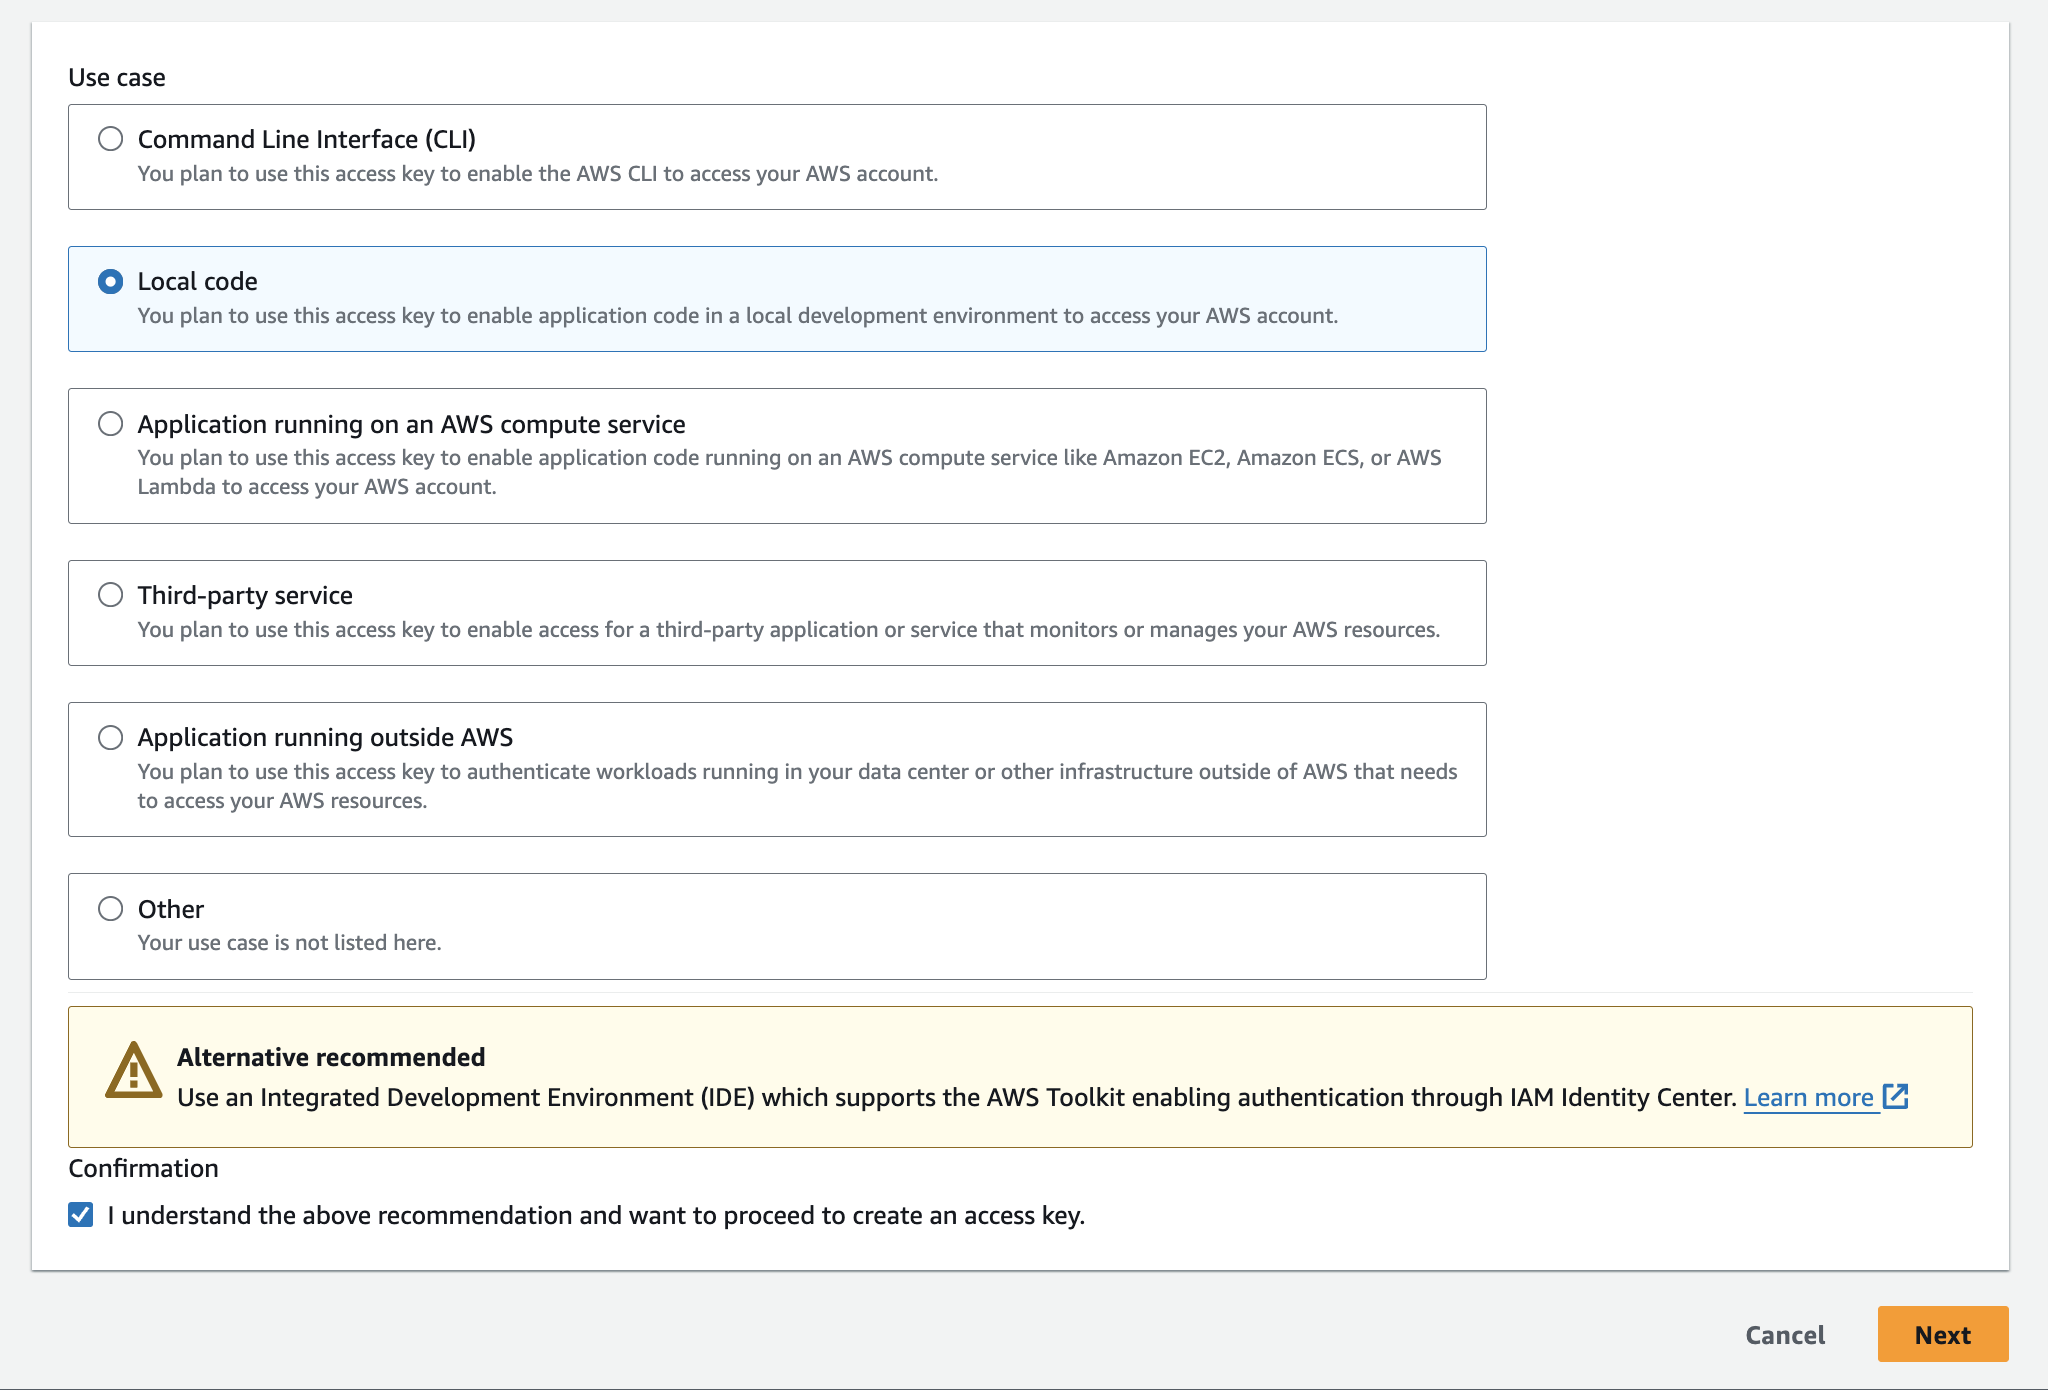 Use case
Command Line Interface (CLI)
You plan to use this access key to enable the AWS CLI to access your AWS account.
Local code
You plan to use this access key to enable application code in a local development environment to access your AWS account.
Application running on an AWS compute service
You plan to use this access key to enable application code running on an AWS compute service like Amazon EC2, Amazon ECS, or AWS
Lambda to access your AWS account.
Third-party service
You plan to use this access key to enable access for a third-party application or service that monitors or manages your AWS resources.
Application running outside AWS
You plan to use this access key to authenticate workloads running in your data center or other infrastructure outside of AWS that needs
to access your AWS resources.
Other
Your use case is not listed here.
Alternative recommended
Use an Integrated Development Environment (IDE) which supports the AWS Toolkit enabling authentication through IAM Identity Center. Learn more
Confirmation
I understand the above recommendation and want to proceed to create an access key.
Cancel Next